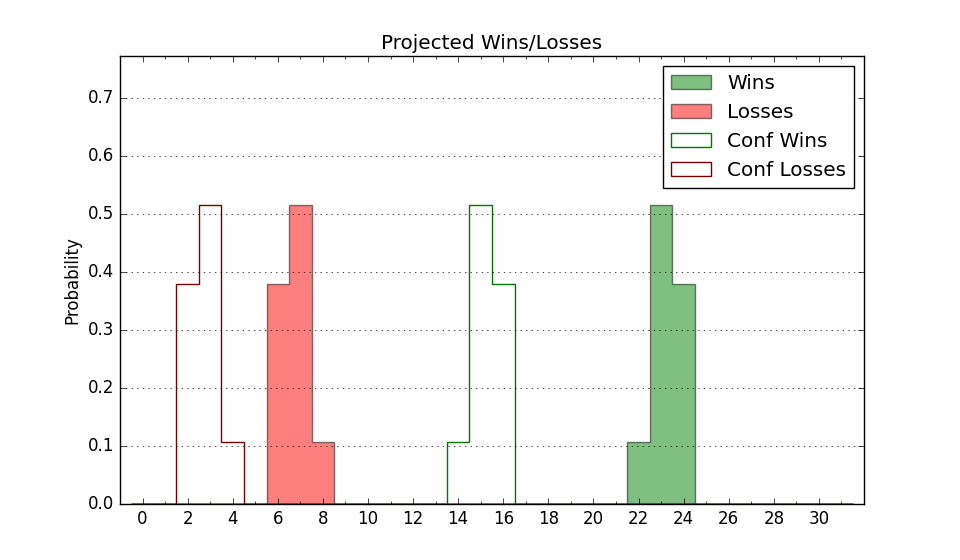 Projected Wins/Losses
Wins
Losses
Conf Wins
Conf Losses
Probability
0.7
0.6
0.5
0.4
0.3
0.2
0.1
0.0
0 2 4 6 8 10 12 14 16 18 20 22 24 26 28 30